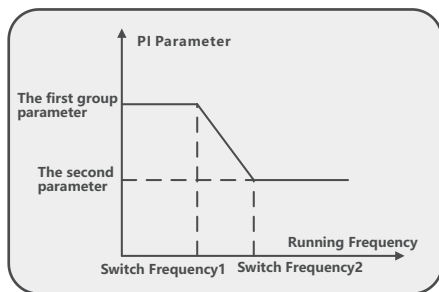 PI Parameter
The first group
parameter
The second
parameter
Running Frequency
Switch Frequency1
Switch Frequency2